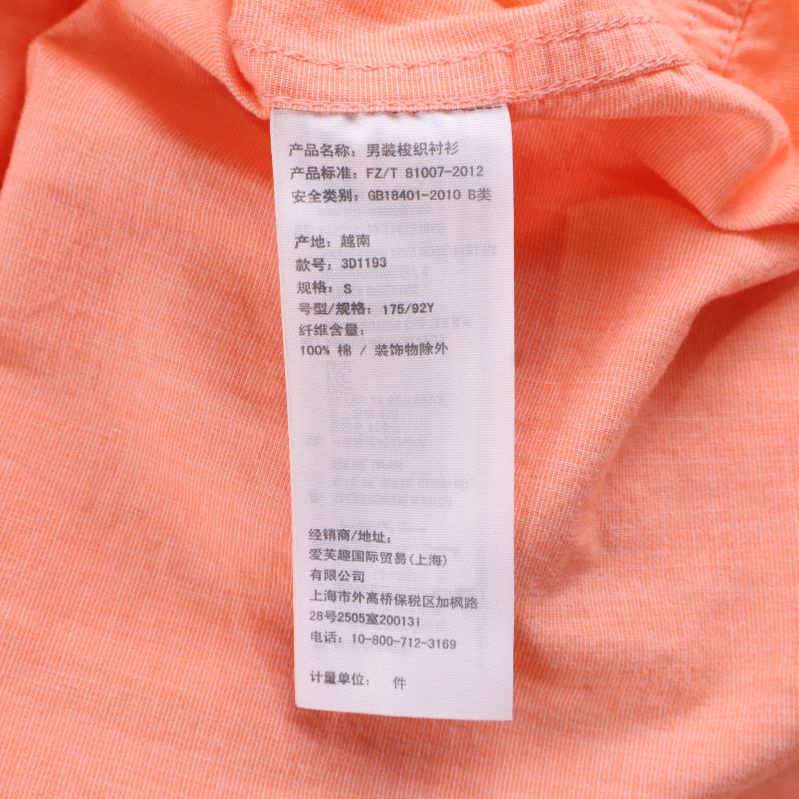 产品名称：男装梭织衬衫
产品标准：FZ/T 81007-2012
安全类别：GB18401-2010 B类
产地：越南
款号：3D1193
规格：S
号型/规格：175/92Y
纤维含量：
100% 棉 / 装饰物除外
经销商/地址：
爱芙趣国际贸易(上海)
有限公司
上海市外高桥保税区加枫路
28号2505室200131
电话：10-800-712-3169
计量单位： 件